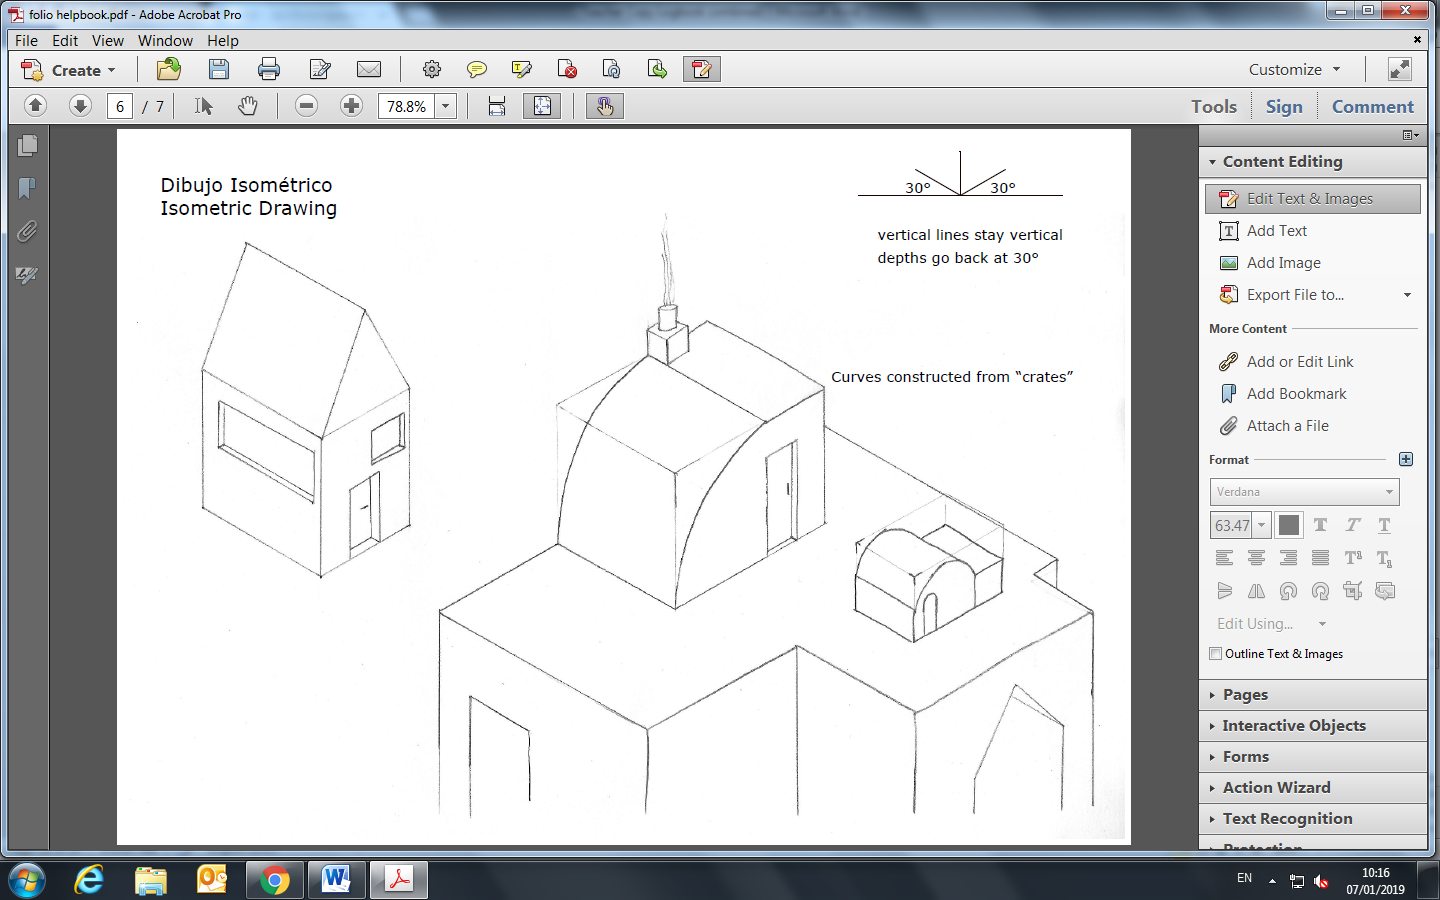 folio helpbook.pdf - Adobe Acrobat Pro
File Edit View Window Help
Create
Customize
6 / 7
78.8%
Tools Sign Comment
Dibujo Isométrico
Isometric Drawing
30° 30°
vertical lines stay vertical
depths go back at 30°
Curves constructed from “crates”
Content Editing
Edit Text & Images
Add Text
Add Image
Export File to...
More Content
Add or Edit Link
Add Bookmark
Attach a File
Format
Verdana
63.47
Edit Using...
Outline Text & Images
Pages
Interactive Objects
Forms
Action Wizard
Text Recognition
Protection
EN
10:16
07/01/2019